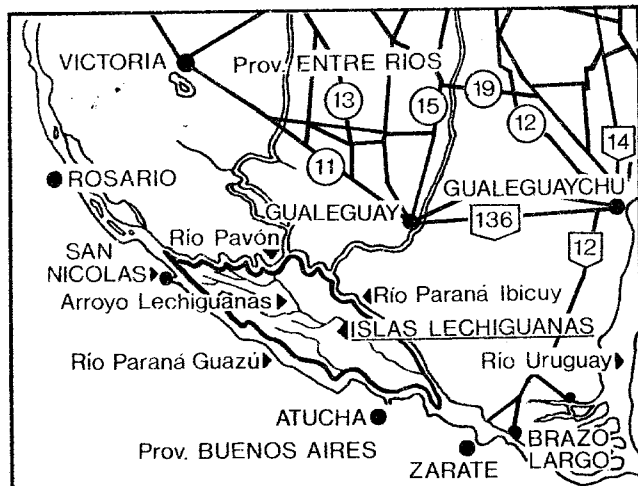 VICTORIA
Prov. ENTRE RIOS
13
15
19
12
14
11
ROSARIO
GUALEGUAY
GUALEGUAYCHU
136
12
Río Pavón
SAN
NICOLAS
Arroyo Lechiguanas
Río Paraná Ibicuy
ISLAS LECHIGUANAS
Río Paraná Guazú
Río Uruguay
ATUCHA
Prov. BUENOS AIRES
ZARATE
BRAZO
LARGO